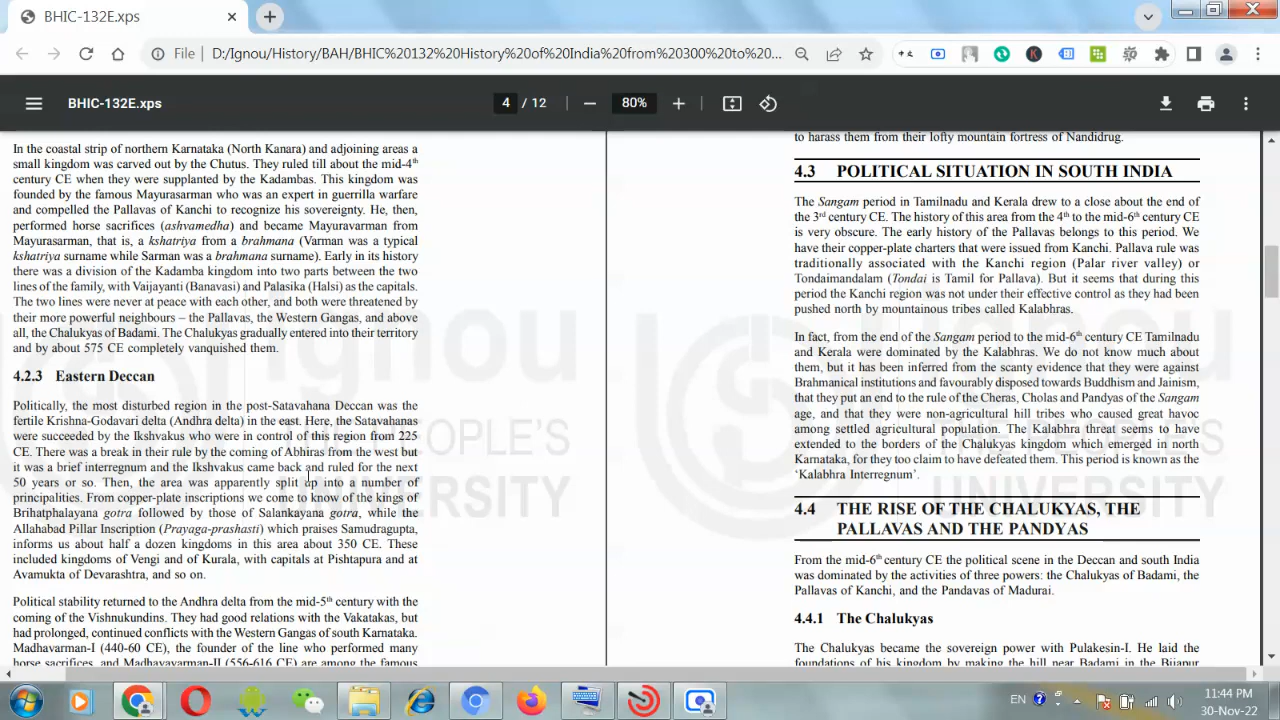 BHIC-132E.xps
File
D:/Ignou/History/BAH/BHIC%20132%20History%20of%20India%20from%20300%20to%20...
BHIC-132E.xps
4 / 12
80%
In the coastal strip of northern Karnataka (North Kanara) and adjoining areas a
small kingdom was carved out by the Chutus. They ruled till about the mid-4th
century CE when they were supplanted by the Kadambas. This kingdom was
founded by the famous Mayurasarman who was an expert in guerrilla warfare
and compelled the Pallavas of Kanchi to recognize his sovereignty. He, then,
performed horse sacrifices (ashvamedha) and became Mayuravarman from
Mayurasarman, that is, a kshatriya from a brahmana (Varman was a typical
kshatriya surname while Sarman was a brahmana surname). Early in its history
there was a division of the Kadamba kingdom into two parts between the two
lines of the family, with Vaijyanti (Banavasi) and Palasika (Halsi) as the capitals.
The two lines were never at peace with each other, and both were threatened by
their more powerful neighbours – the Pallavas, the Western Gangas, and above
all, the Chalukyas of Badami. The Chalukyas gradually entered into their territory
and by about 575 CE completely vanquished them.
4.2.3 Eastern Deccan
Politically, the most disturbed region in the post-Satavahana Deccan was the
fertile Krishna-Godavari delta (Andhra delta) in the east. Here, the Satavahanas
were succeeded by the Ikshvakus who were in control of this region from 225
CE. There was a break in their rule by the coming of Abhiras from the west but
it was a brief interregnum and the Ikshvakus came back and ruled for the next
50 years or so. Then, the area was apparently split up into a number of
principalities. From copper-plate inscriptions we come to know of the kings of
Brihatphalayana gotra followed by those of Salankayana gotra, while the
Allahabad Pillar Inscription (Prayaga-prashasti) which praises Samudragupta,
informs us about half a dozen kingdoms in this area about 350 CE. These
included kingdoms of Vengi and of Kurala, with capitals at Pishtapura and at
Avamukta of Devarashtra, and so on.
Political stability returned to the Andhra delta from the mid-5th century with the
coming of the Vishnukundins. They had good relations with the Vakatakas, but
had prolonged, continued conflicts with the Western Gangas of south Karnataka.
Madhavarman-I (440-60 CE), the founder of the line who performed many
horse sacrifices, and Madhavavarman-II (556-616 CE) are among the famous
to harass them from their lofty mountain fortress of Nandidrug.
4.3 POLITICAL SITUATION IN SOUTH INDIA
The Sangam period in Tamilnadu and Kerala drew to a close about the end of
the 3rd century CE. The history of this area from the 4th to the mid-6th century CE
is very obscure. The early history of the Pallavas belongs to this period. We
have their copper-plate charters that were issued from Kanchi. Pallava rule was
traditionally associated with the Kanchi region (Palar river valley) or
Tondaimandalam (Tondai is Tamil for Pallava). But it seems that during this
period the Kanchi region was not under their effective control as they had been
pushed north by mountainous tribes called Kalabhras.
In fact, from the end of the Sangam period to the mid-6th century CE Tamilnadu
and Kerala were dominated by the Kalabhras. We do not know much about
them, but it has been inferred from the scanty evidence that they were against
Brahmanical institutions and favourably disposed towards Buddhism and Jainism,
that they put an end to the rule of the Cheras, Cholas and Pandyas of the Sangam
age, and that they were non-agricultural hill tribes who caused great havoc
among settled agricultural population. The Kalabhra threat seems to have
extended to the borders of the Chalukyas kingdom which emerged in north
Karnataka, for they too claim to have defeated them. This period is known as the
‘Kalabhra Interregnum’.
4.4 THE RISE OF THE CHALUKYAS, THE
PALLAVAS AND THE PANDYAS
From the mid-6th century CE the political scene in the Deccan and south India
was dominated by the activities of three powers: the Chalukyas of Badami, the
Pallavas of Kanchi, and the Pandavas of Madurai.
4.4.1 The Chalukyas
The Chalukyas became the sovereign power with Pulakesin-I. He laid the
foundations of his kingdom by making the hill near Badami in the Bijapur
ignou
THE PEOPLE'S
UNIVERSITY
EN
11:44 PM
30-Nov-22